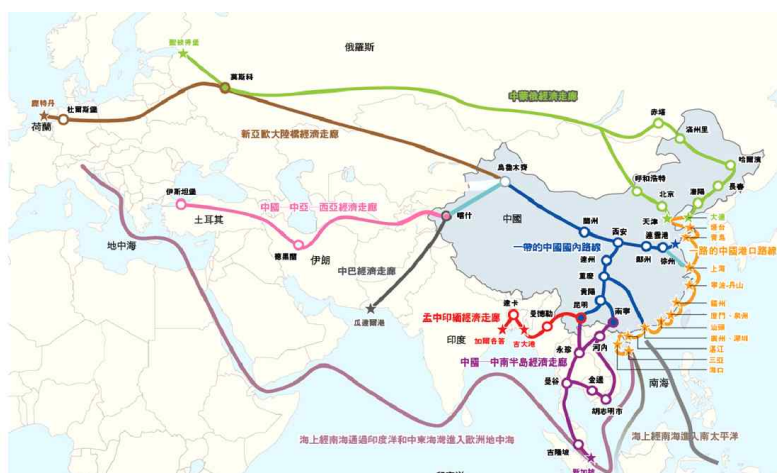 聖彼得堡
俄羅斯
莫斯科
中蒙俄經濟走廊
鹿特丹
杜爾斯堡
荷蘭
新亞歐大陸橋經濟走廊
赤塔
滿州里
哈爾濱
長春
瀋陽
呼和浩特
北京
天津
大連
烏魯木齊
伊斯坦堡
土耳其
中國—中亞—西亞經濟走廊
喀什
中國
地中海
德黑蘭
伊朗
中巴經濟走廊
瓜達爾港
蘭州
西安
連雲港
鄭州
徐州
一帶的中國國內路線
達州
重慶
貴陽
昆明
南寧
煙台
青島
一路的中國港口路線
上海
寧波-舟山
福州
廈門、泉州
汕頭
廣州、深圳
湛江
三亞
海口
孟中印緬經濟走廊
達卡
曼德勒
印度
加爾各答
吉大港
永珍
河內
中國—中南半島經濟走廊
曼谷
金邊
胡志明市
南海
吉隆坡
新加坡
海上經南海通過印度洋和中東海灣進入歐洲地中海
海上經南海進入南太平洋